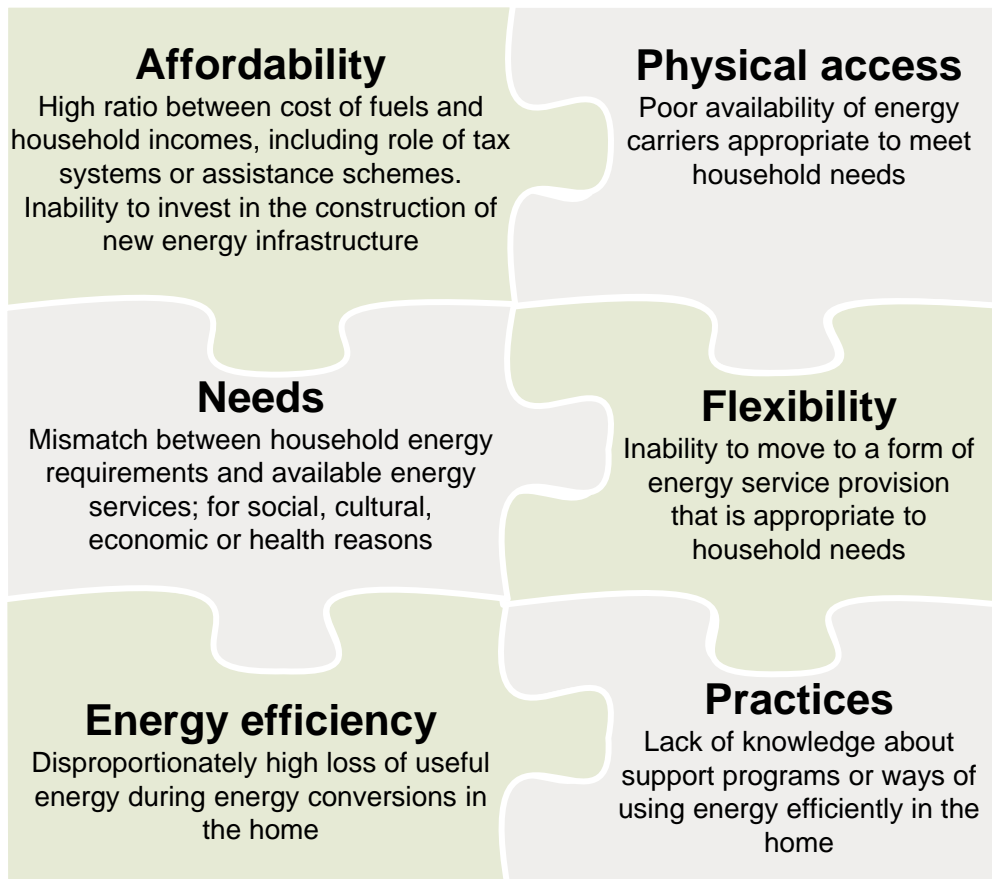 Affordability
High ratio between cost of fuels and
household incomes, including role of tax
systems or assistance schemes.
Inability to invest in the construction of
new energy infrastructure
Physical access
Poor availability of energy
carriers appropriate to meet
household needs
Needs
Mismatch between household energy
requirements and available energy
services; for social, cultural,
economic or health reasons
Flexibility
Inability to move to a form of
energy service provision
that is appropriate to
household needs
Energy efficiency
Disproportionately high loss of useful
energy during energy conversions in
the home
Practices
Lack of knowledge about
support programs or ways of
using energy efficiently in the
home